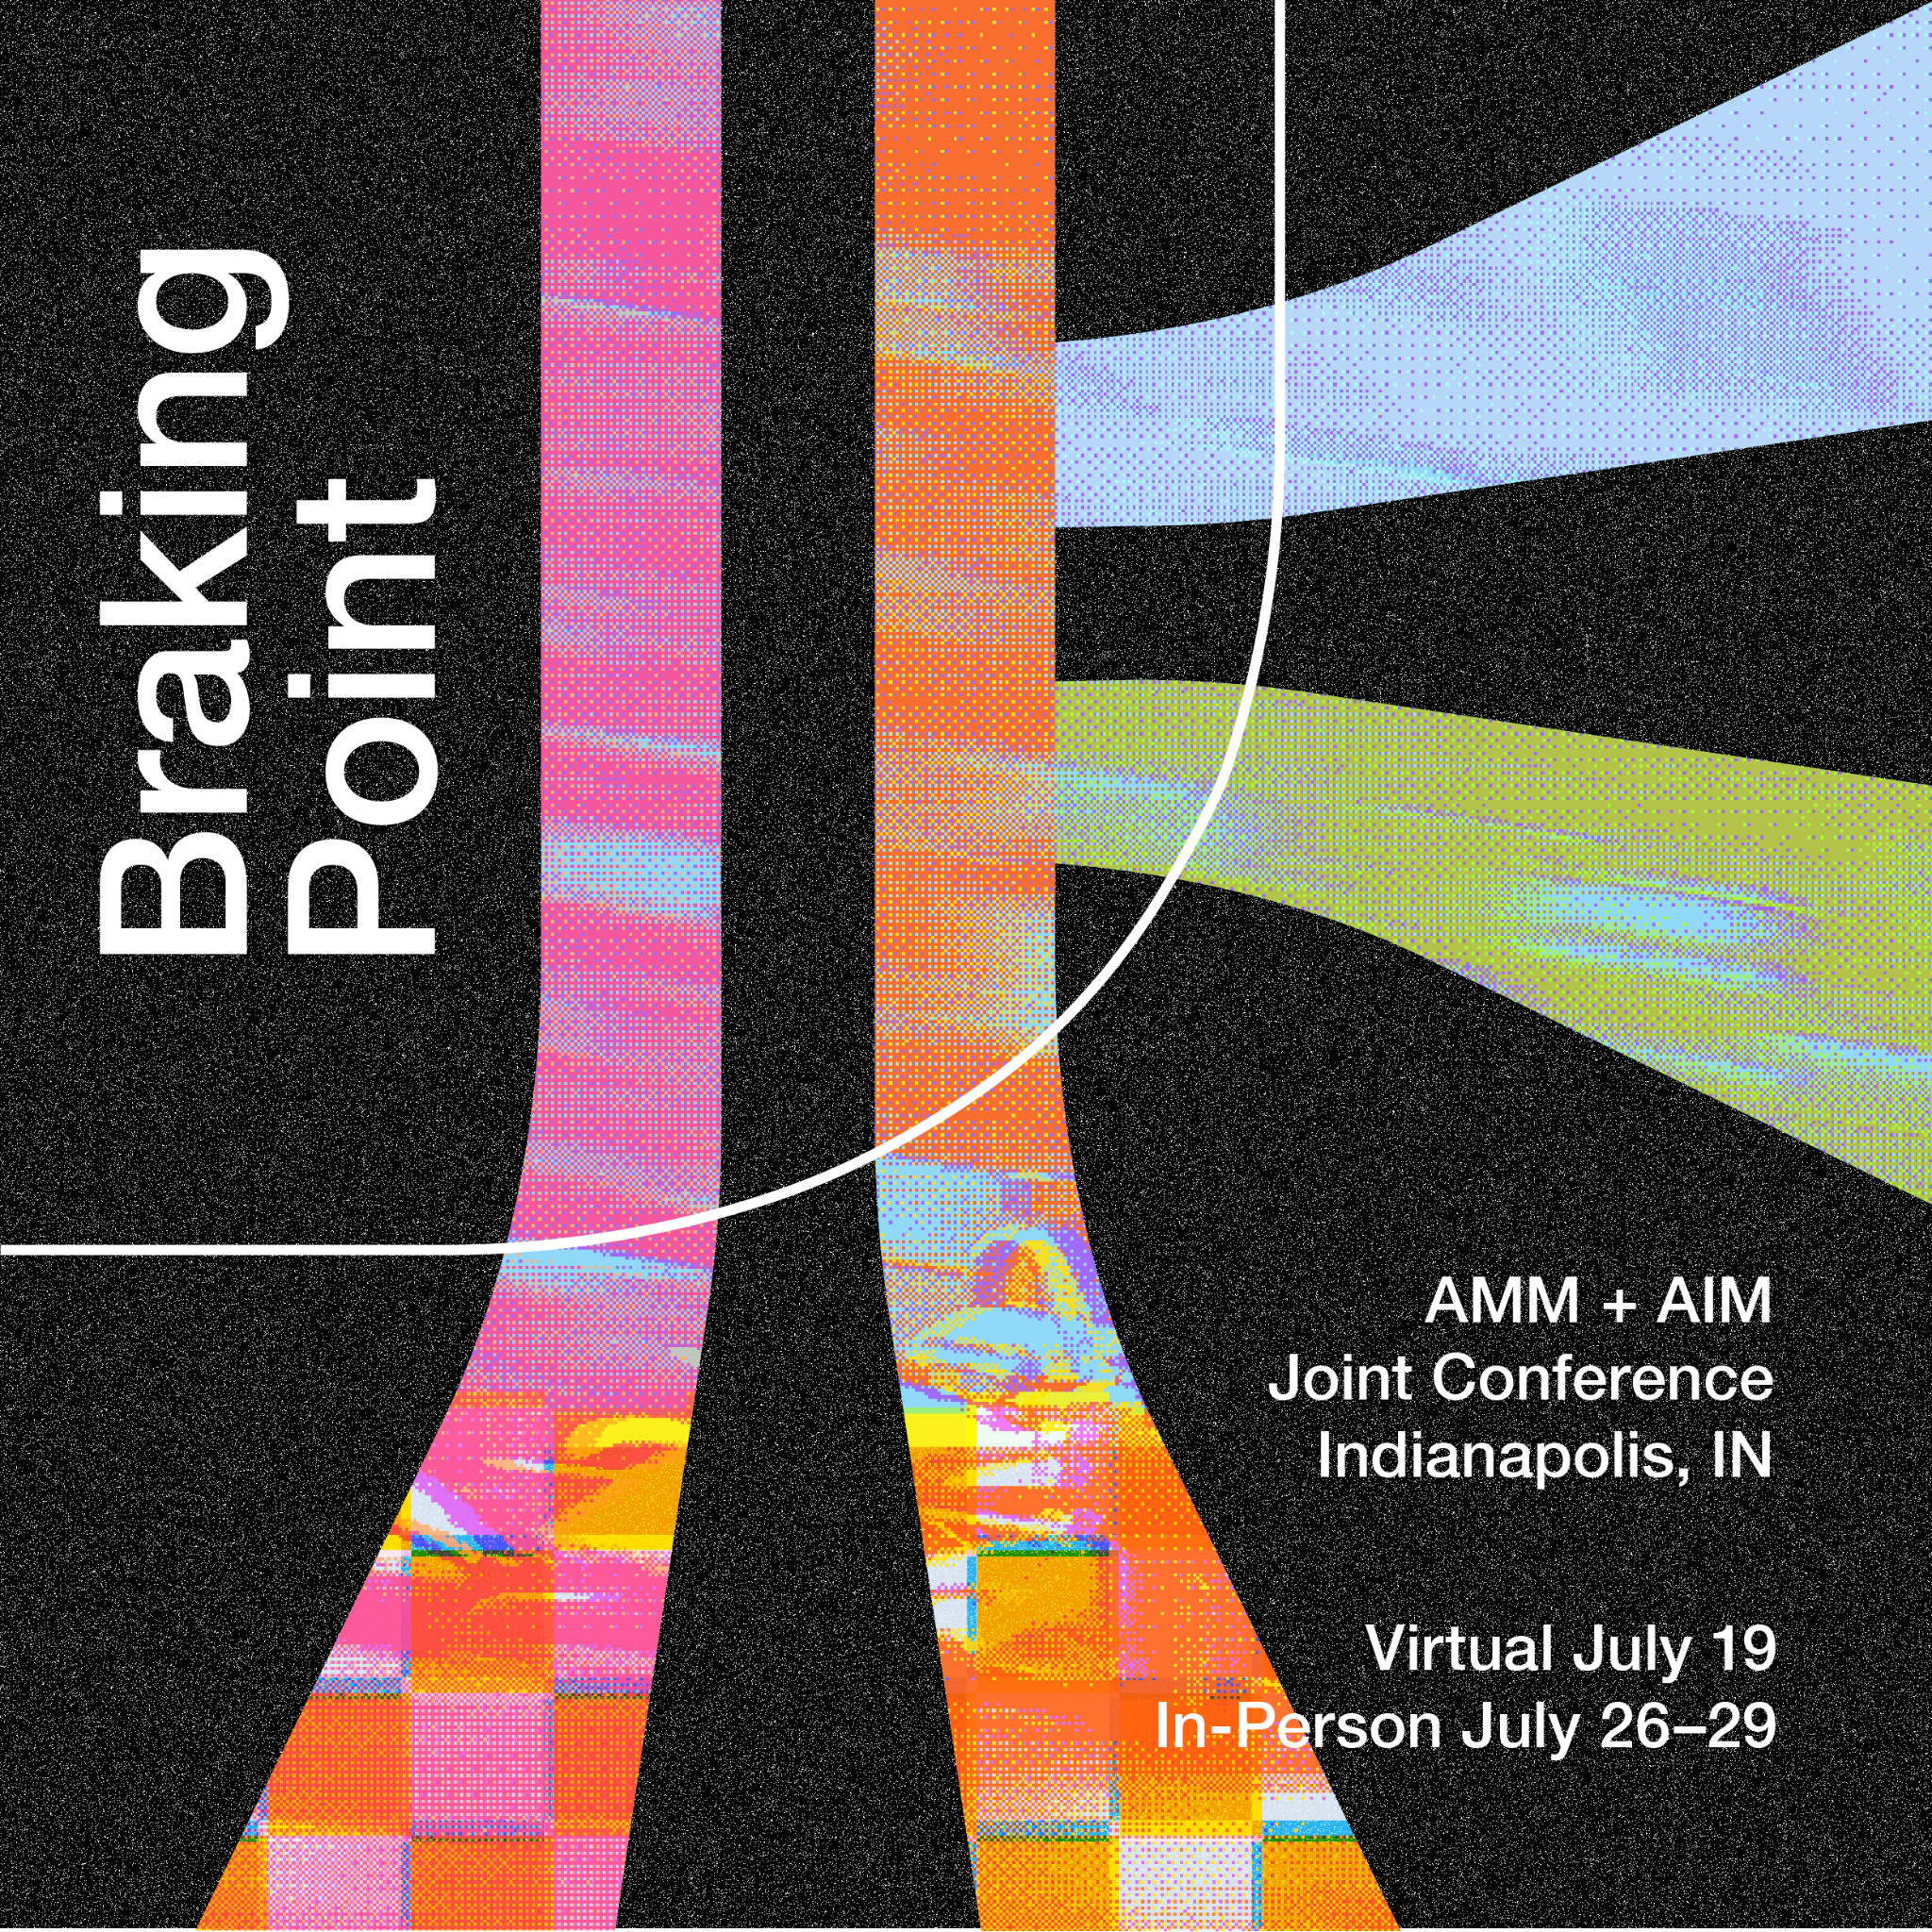 Braking
Point
AMM + AIM
Joint Conference
Indianapolis, IN
Virtual July 19
In-Person July 26–29